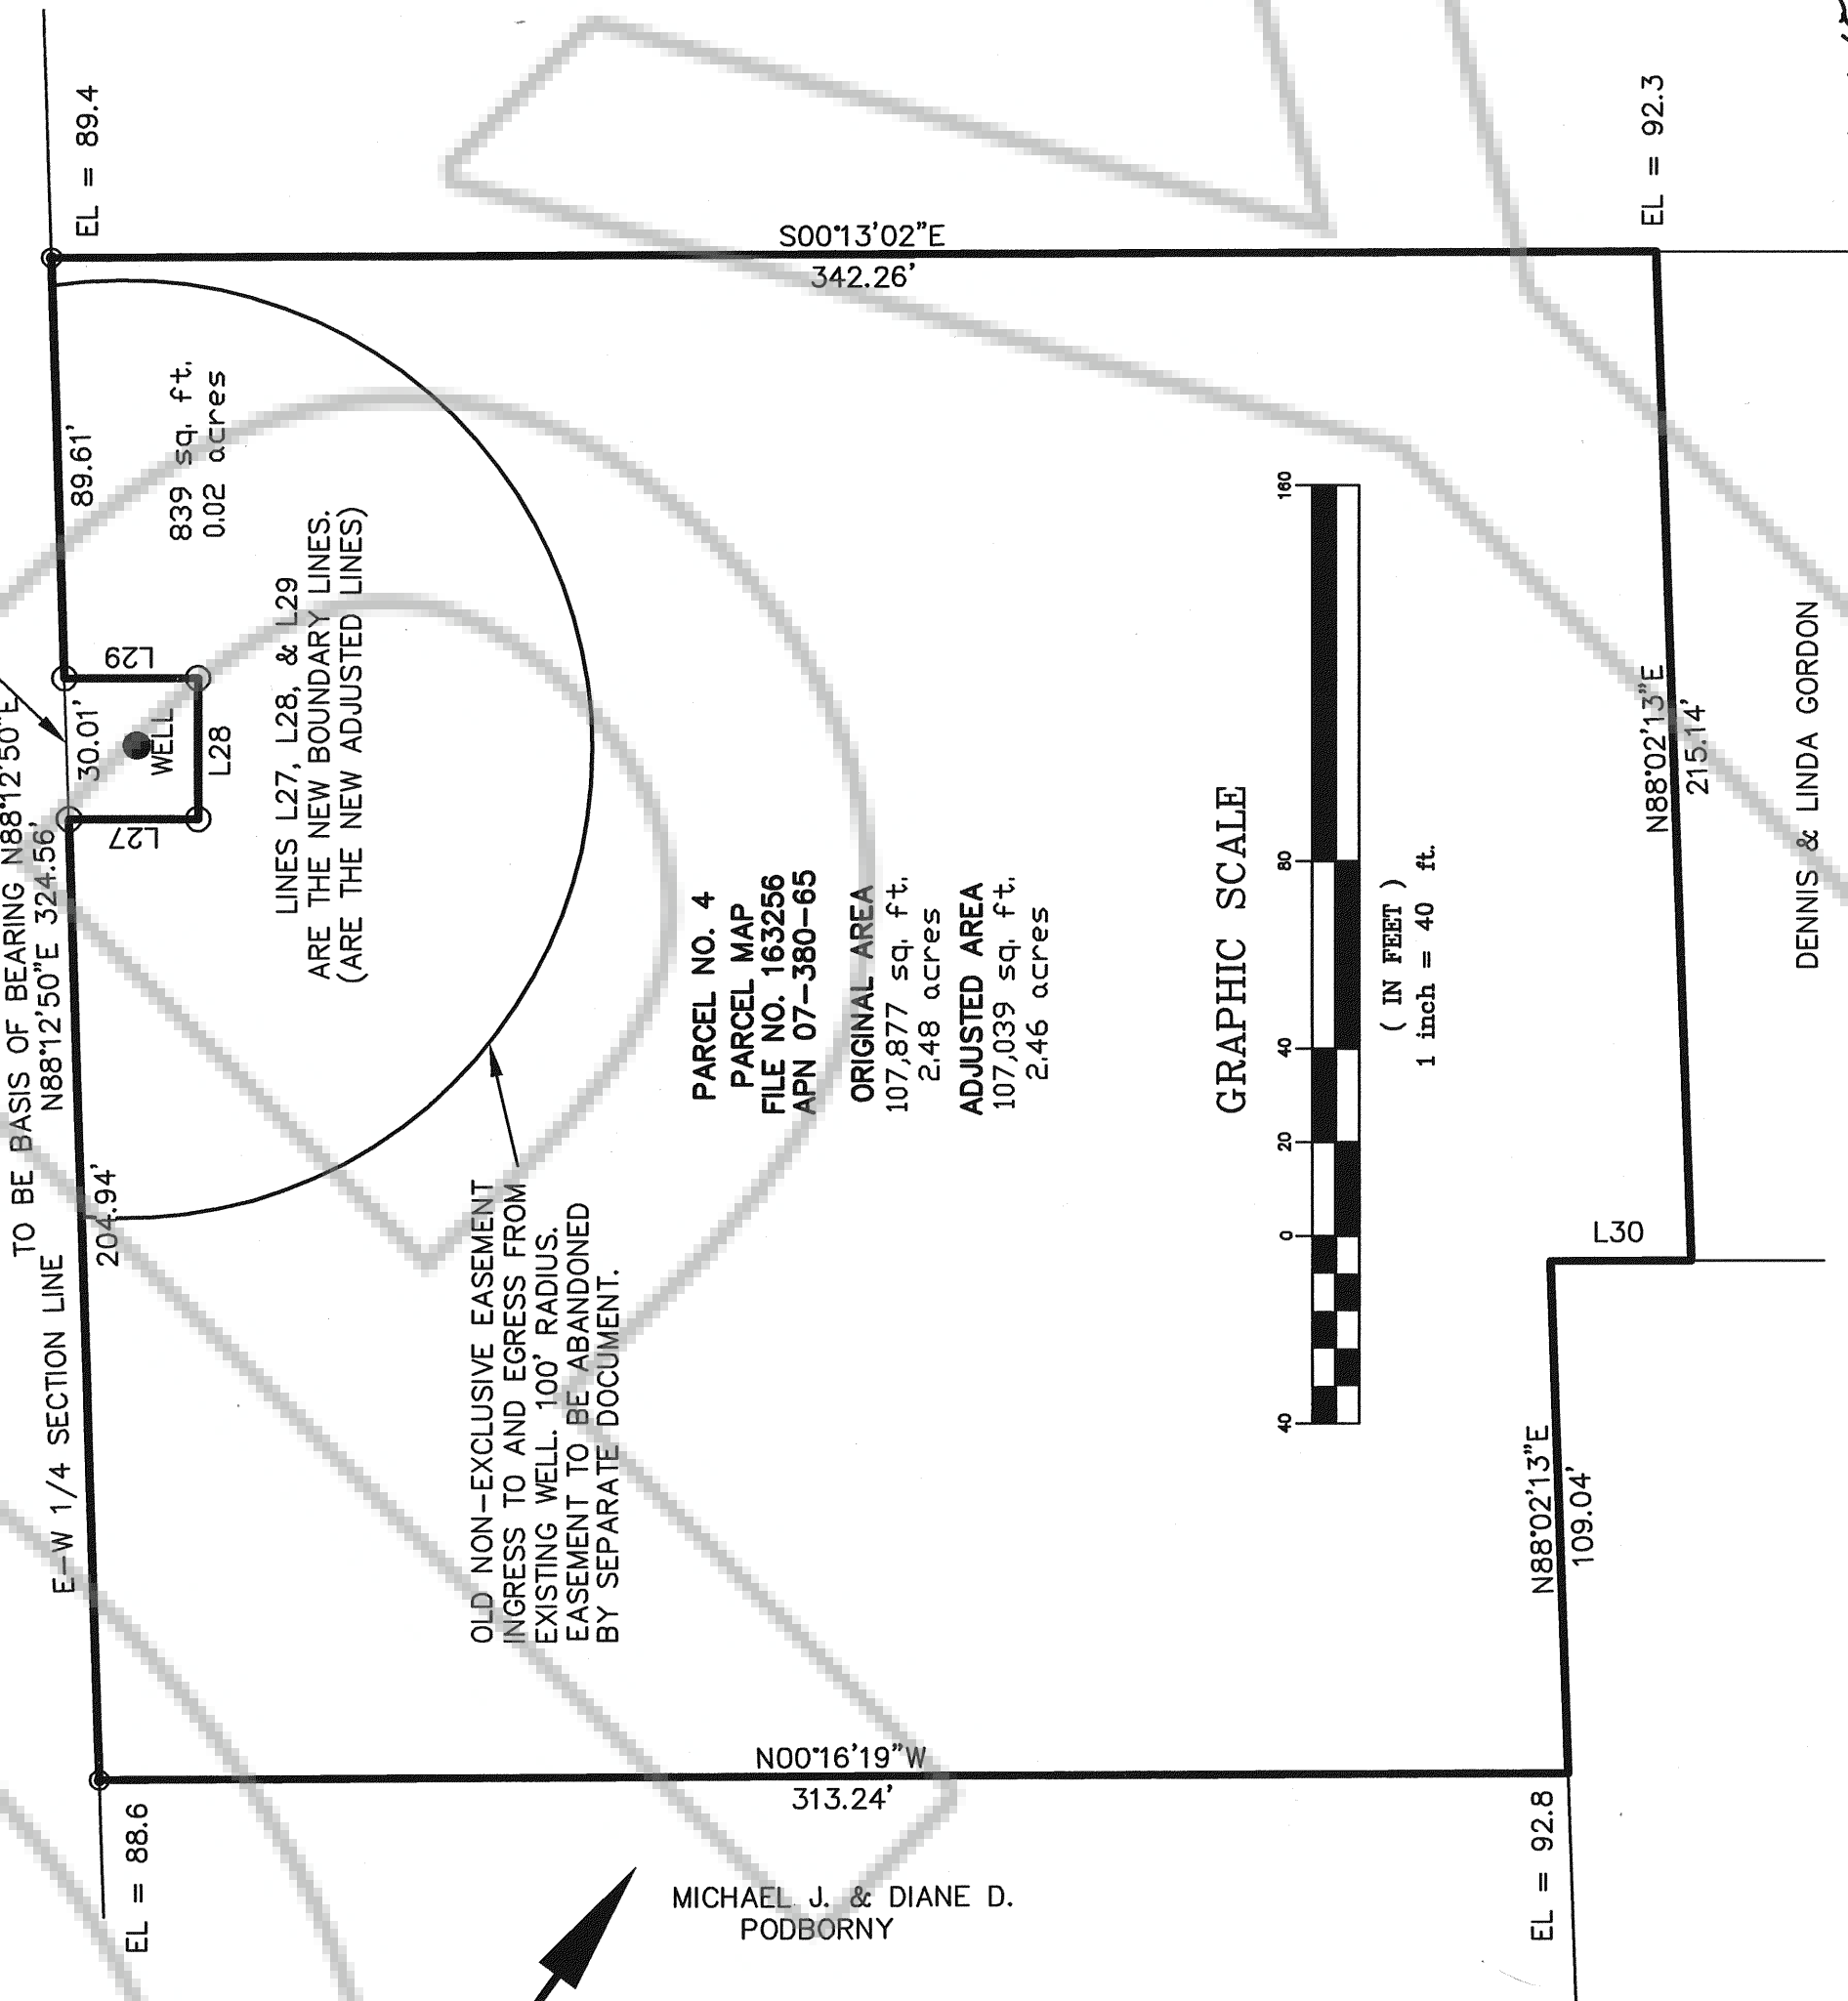 TO BE BASIS OF BEARING N88°12'50"E
N88°12'50"E 324.56'
E-W 1/4 SECTION LINE
204.94'
30.01'
89.61'
EL = 88.6
EL = 89.4
L27
WELL
L28
L29
839 sq. ft.
0.02 acres
LINES L27, L28, & L29
ARE THE NEW BOUNDARY LINES.
(ARE THE NEW ADJUSTED LINES)
OLD NON-EXCLUSIVE EASEMENT
INGRESS TO AND EGRESS FROM
EXISTING WELL. 100' RADIUS.
EASEMENT TO BE ABANDONED
BY SEPARATE DOCUMENT.
N00°16'19"W
313.24'
S00°13'02"E
342.26'
MICHAEL J. & DIANE D.
PODBORNY
PARCEL NO. 4
PARCEL MAP
FILE NO. 163256
APN 07-380-65
ORIGINAL AREA
107,877 sq. ft.
2.48 acres
ADJUSTED AREA
107,039 sq. ft.
2.46 acres
GRAPHIC SCALE
40 0 20 40 80 160
( IN FEET )
1 inch = 40 ft.
N88°02'13"E
109.04'
L30
N88°02'13"E
215.14'
EL = 92.8
EL = 92.3
DENNIS & LINDA GORDON